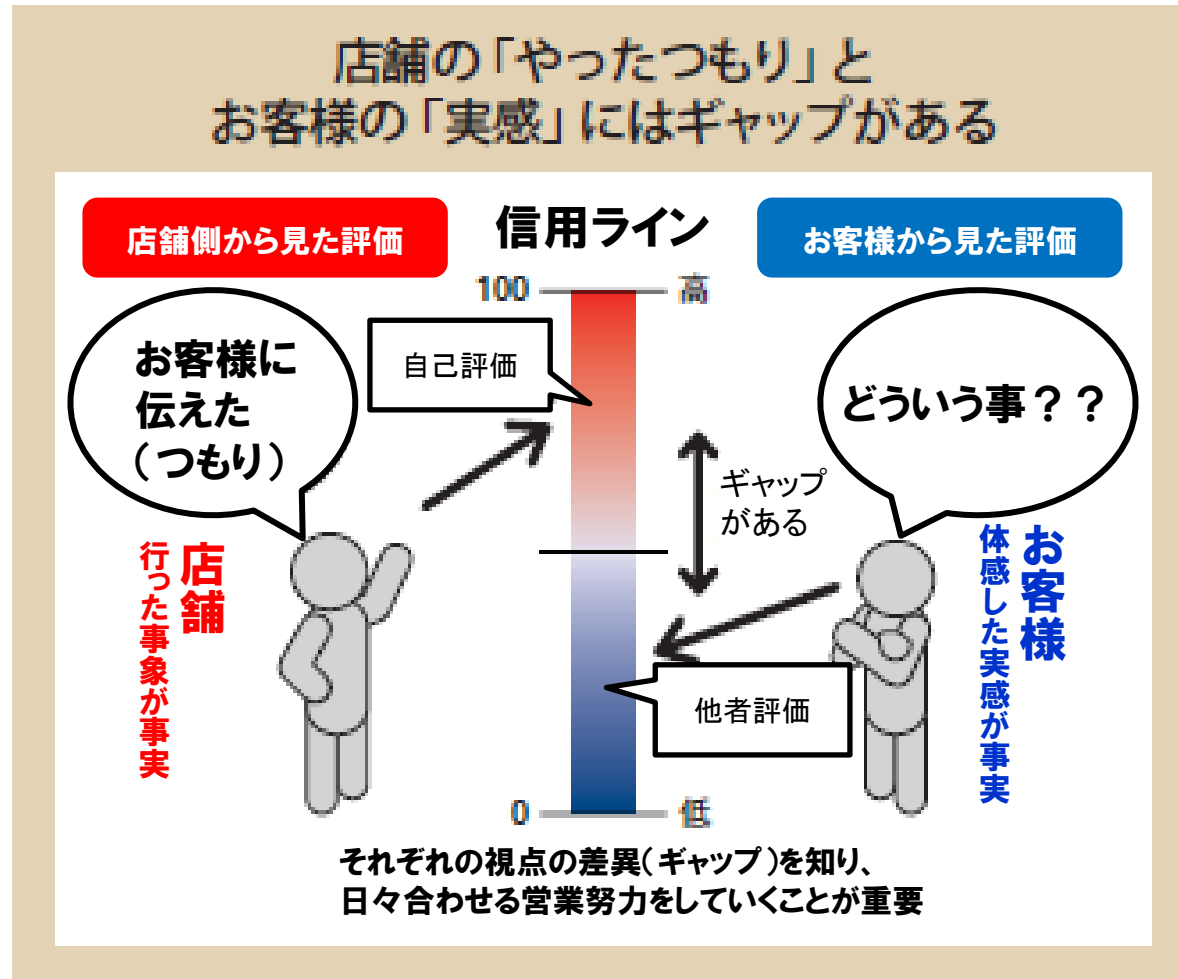 店舗の「やったつもり」と
お客様の「実感」にはギャップがある
店舗側から見た評価
信用ライン
お客様から見た評価
100
高
お客様に
伝えた
（つもり）
自己評価
どういう事？？
ギャップ
がある
店舗
行った事象が事実
お客様
体感した実感が事実
他者評価
0
低
それぞれの視点の差異（ギャップ）を知り、
日々合わせる営業努力をしていくことが重要